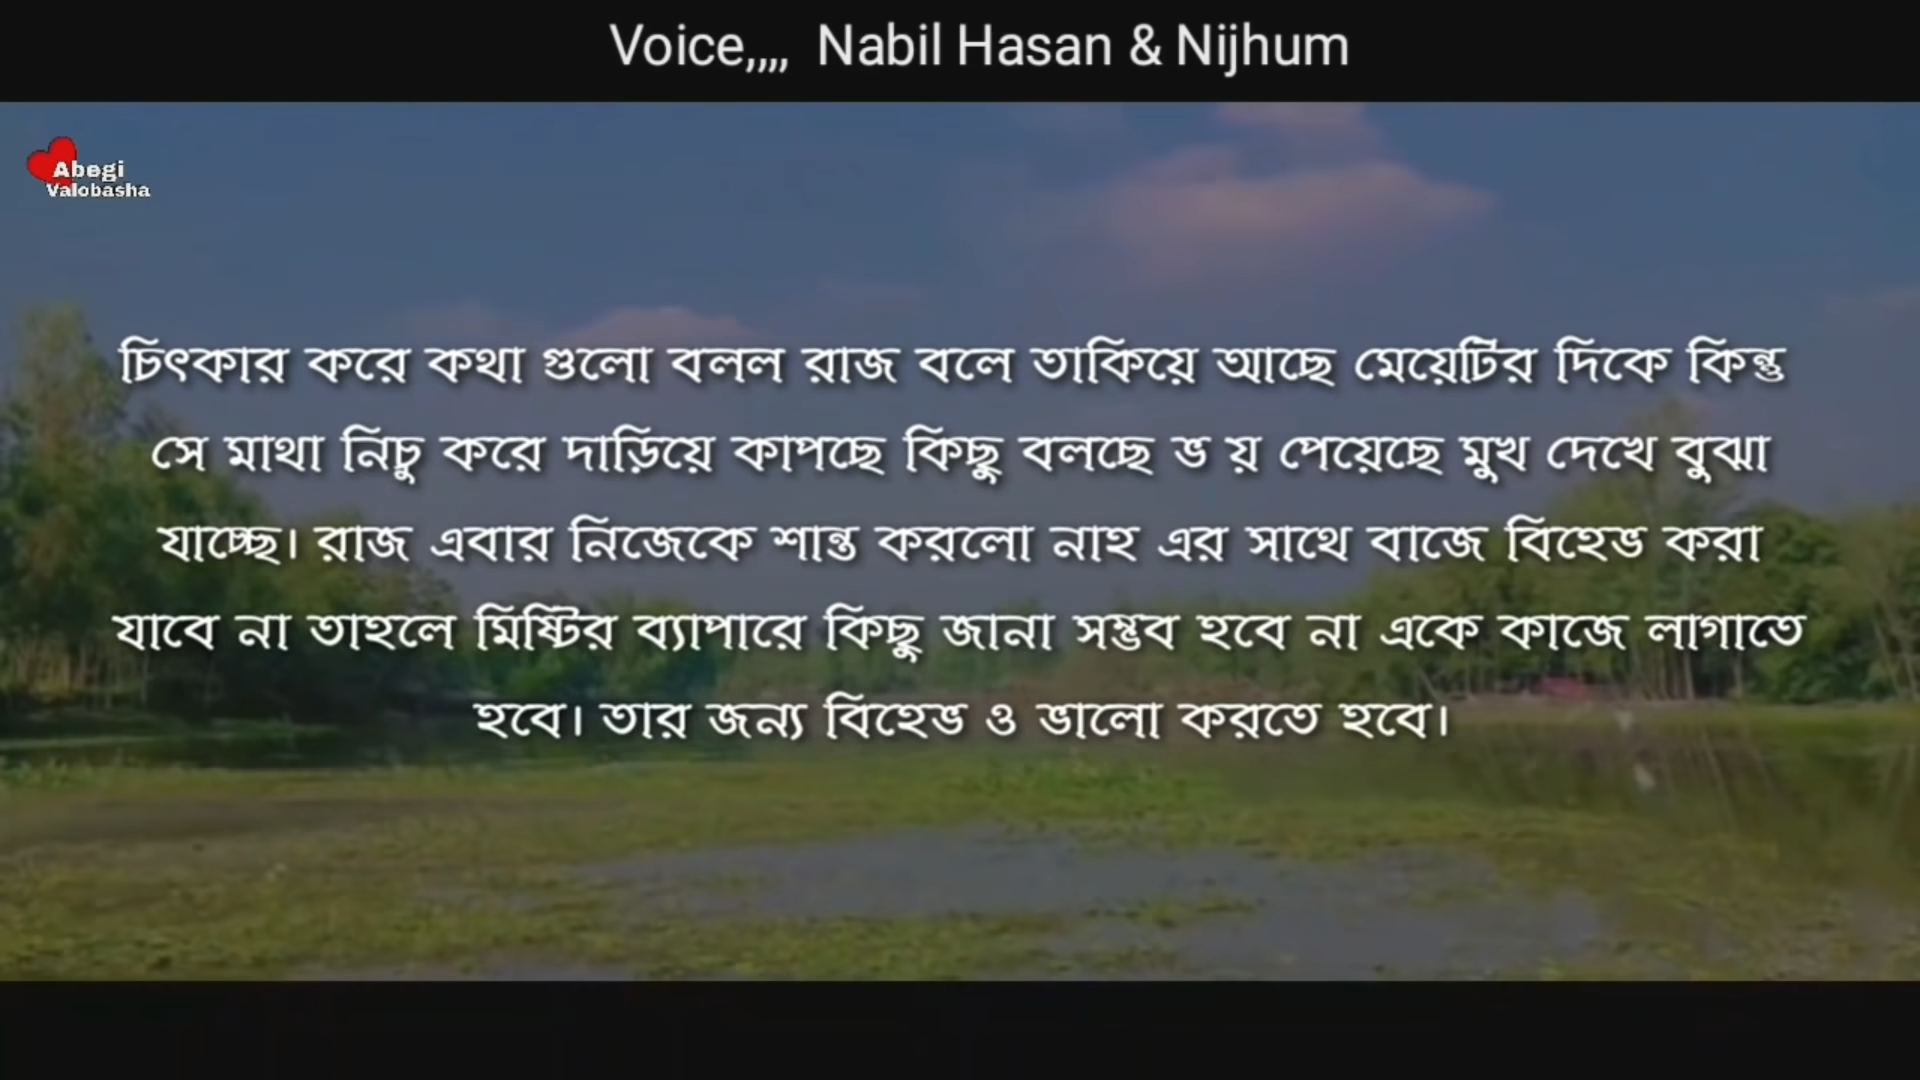 Voice,,,, Nabil Hasan & Nijhum
Abegi
Valobasha
চিৎকার করে কথা গুলো বলল রাজ বলে তাকিয়ে আছে মেয়েটির দিকে কিন্তু
সে মাথা নিচু করে দাড়িয়ে কাপছে কিছু বলছে ভ য় পেয়েছে মুখ দেখে বুঝা
যাচ্ছে। রাজ এবার নিজেকে শান্ত করলো নাহ এর সাথে বাজে বিহেভ করা
যাবে না তাহলে মিষ্টির ব্যাপারে কিছু জানা সম্ভব হবে না একে কাজে লাগাতে
হবে। তার জন্য বিহেভ ও ভালো করতে হবে।